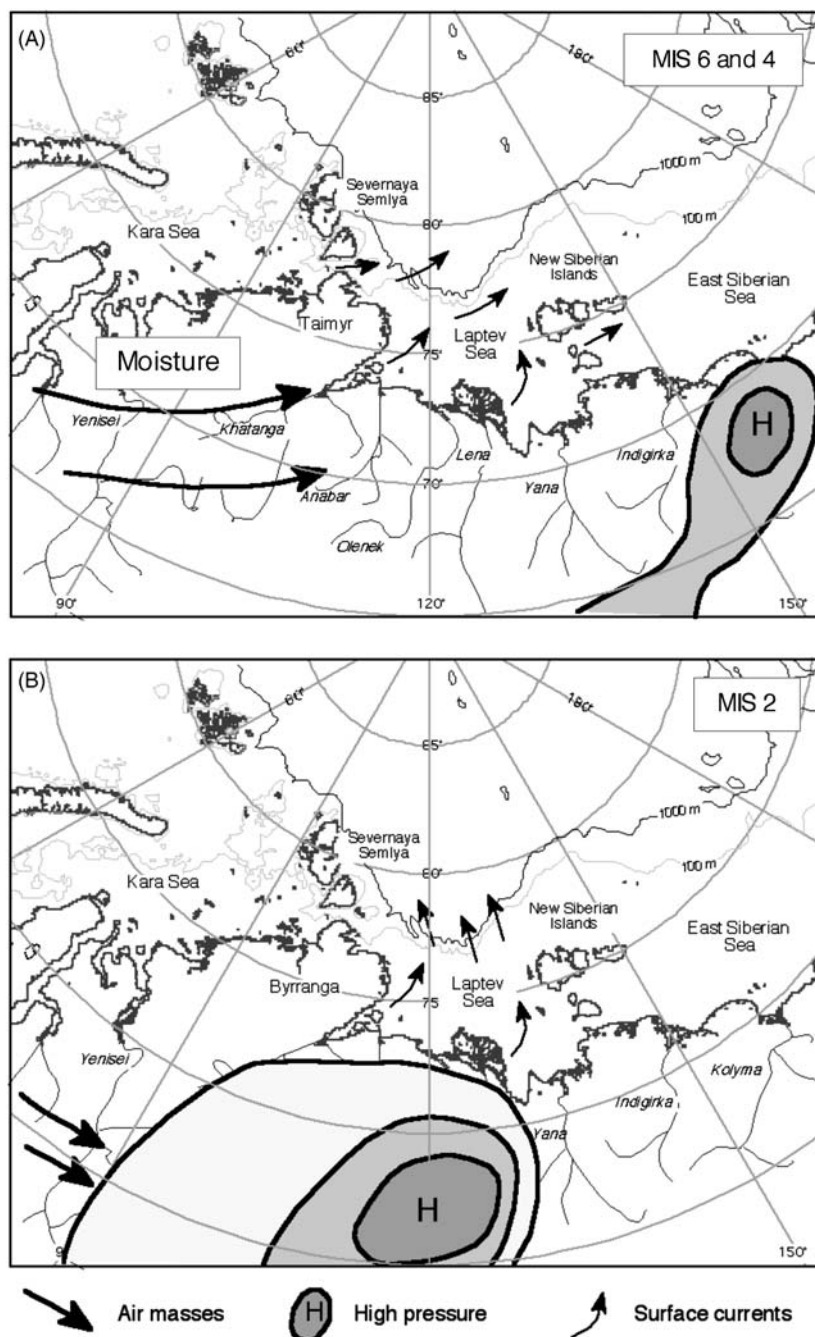 (A)
60°
180°
MIS 6 and 4
85°
1000 m
Severnaya
Semlya
80°
100 m
Kara Sea
New Siberian
Islands
East Siberian
Sea
Taimyr
Laptev
Sea
75°
Moisture
H
Yenisei
Khatanga
Lena
Indigirka
Anabar
70°
Yana
Olenek
90°
120°
150°
(B)
60°
180°
MIS 2
85°
1000 m
Severnaya
Semlya
80°
100 m
Kara Sea
New Siberian
Islands
East Siberian
Sea
Byrranga
Laptev
Sea
75°
Yenisei
Kolyma
Indigirka
Yana
H
150°
Air masses
H
High pressure
Surface currents